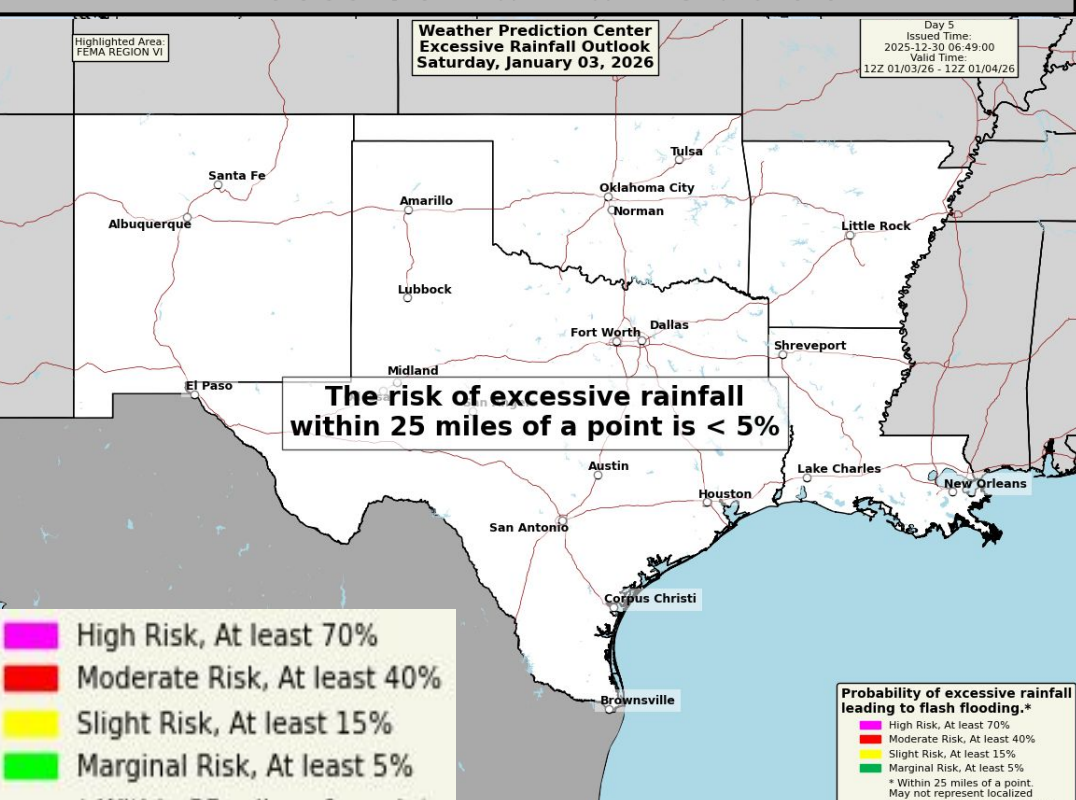 Highlighted Area:
FEMA REGION VI
Weather Prediction Center
Excessive Rainfall Outlook
Saturday, January 03, 2026
Day 5
Issued Time:
2025-12-30 06:49:00
Valid Time:
12Z 01/03/26 - 12Z 01/04/26
Tulsa
Santa Fe
Oklahoma City
Amarillo
Norman
Albuquerque
Little Rock
Lubbock
Fort Worth
Dallas
Shreveport
Midland
El Paso
The risk of excessive rainfall
within 25 miles of a point is < 5%
Austin
Lake Charles
New Orleans
Houston
San Antonio
Corpus Christi
Brownsville
High Risk, At least 70%
Moderate Risk, At least 40%
Slight Risk, At least 15%
Marginal Risk, At least 5%
Probability of excessive rainfall
leading to flash flooding.*
High Risk, At least 70%
Moderate Risk, At least 40%
Slight Risk, At least 15%
Marginal Risk, At least 5%
* Within 25 miles of a point.
May not represent localized